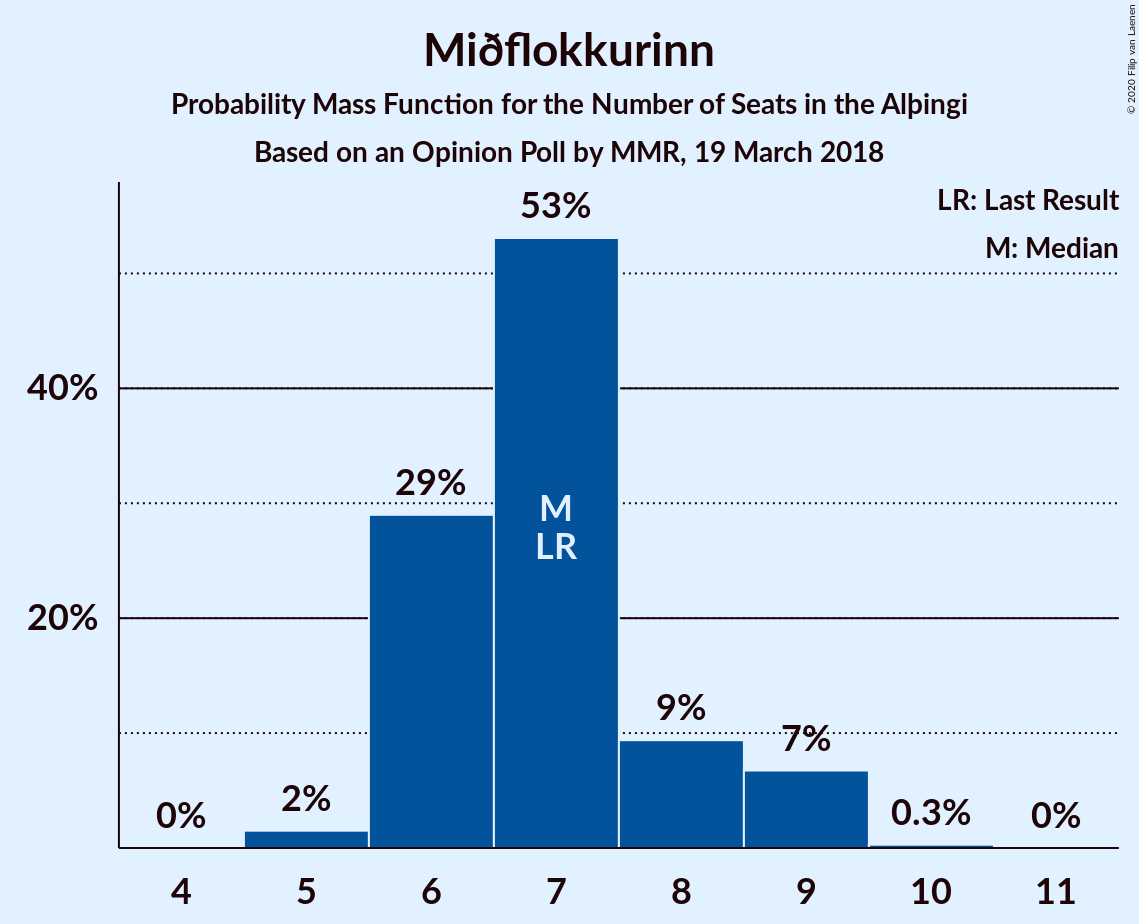 Miðflokkurinn
Probability Mass Function for the Number of Seats in the Alþingi
Based on an Opinion Poll by MMR, 19 March 2018
© 2020 Filip van Laenen
LR: Last Result
M: Median
53%
40%
29%
M
LR
20%
9%
7%
2%
0%
0.3%
0%
4 5 6 7 8 9 10 11